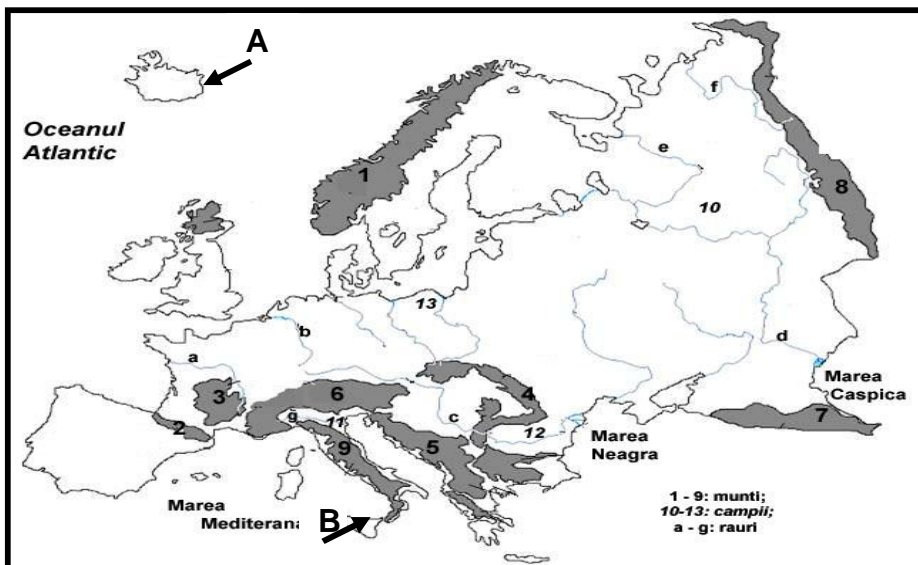 A
Oceanul
Atlantic
f
e
1
8
10
13
b
a
d
Marea
Caspica
3
6
4
c
7
2
g
11
12
9
5
Marea
Neagra
Marea
Mediterana
B
1 - 9: munti;
10-13: campii;
a - g: rauri